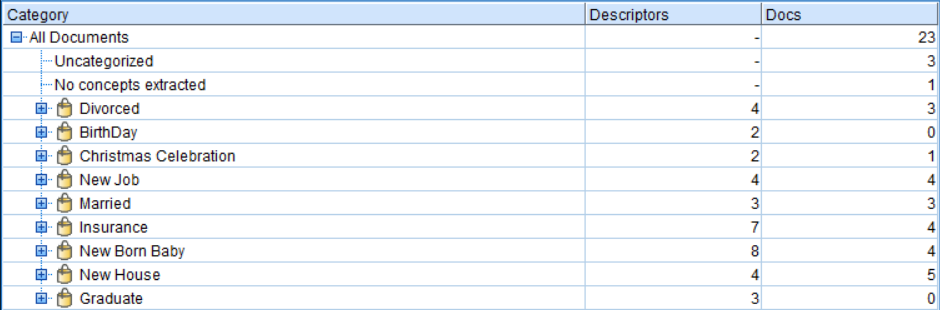 Category Descriptors Docs
All Documents - 23
Uncategorized - 3
No concepts extracted - 1
Divorced 4 3
BirthDay 2 0
Christmas Celebration 2 1
New Job 4 4
Married 3 3
Insurance 7 4
New Born Baby 8 4
New House 4 5
Graduate 3 0